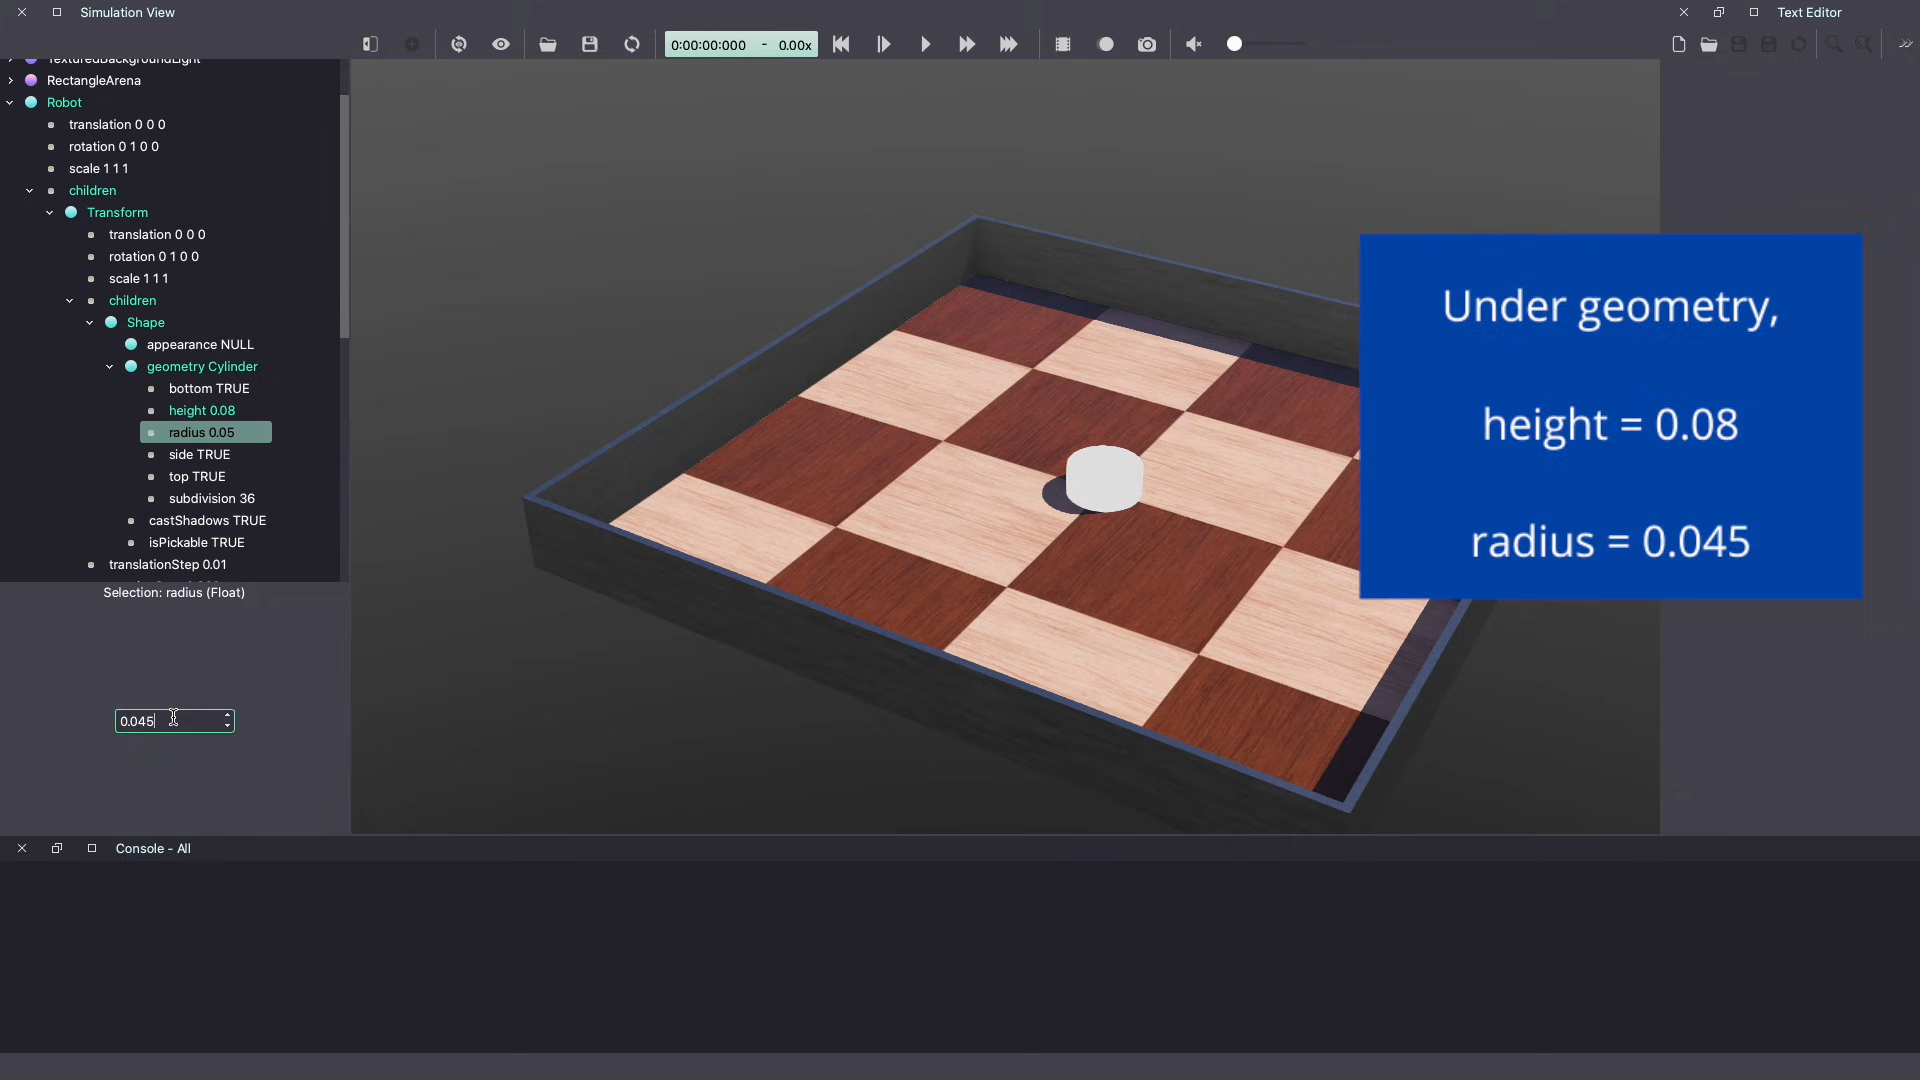 Simulation View
Text Editor
0:00:00:000 - 0.00x
TexturedBackgroundLight
RectangleArena
Robot
translation 0 0 0
rotation 0 1 0 0
scale 1 1 1
children
Transform
translation 0 0 0
rotation 0 1 0 0
scale 1 1 1
children
Shape
appearance NULL
geometry Cylinder
bottom TRUE
height 0.08
radius 0.05
side TRUE
top TRUE
subdivision 36
castShadows TRUE
isPickable TRUE
translationStep 0.01
Selection: radius (Float)
0.045
Under geometry,
height = 0.08
radius = 0.045
Console - All